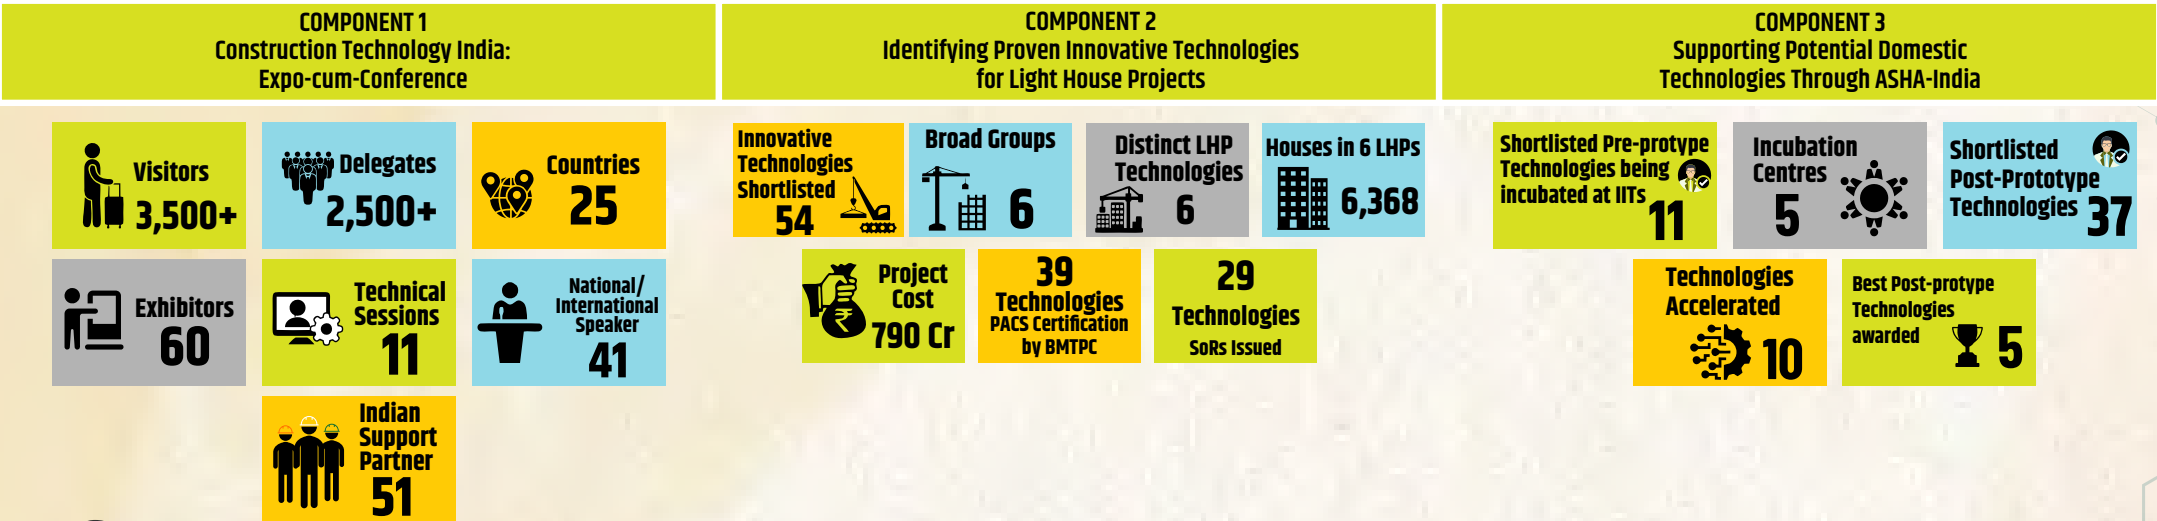 COMPONENT 1
Construction Technology India:
Expo-cum-Conference
Visitors
3,500+
Delegates
2,500+
Countries
25
Exhibitors
60
Technical
Sessions
11
National/
International
Speaker
41
Indian
Support
Partner
51
COMPONENT 2
Identifying Proven Innovative Technologies
for Light House Projects
Innovative
Technologies
Shortlisted
54
Broad Groups
6
Distinct LHP
Technologies
6
Houses in 6 LHPs
6,368
Project
Cost
₹
790 Cr
39
Technologies
PACS Certification
by BMTPC
29
Technologies
SoRs Issued
COMPONENT 3
Supporting Potential Domestic
Technologies Through ASHA-India
Shortlisted Pre-protype
Technologies being
incubated at IITs
11
Incubation
Centres
5
Shortlisted
Post-Prototype
Technologies
37
Technologies
Accelerated
10
Best Post-protype
Technologies
awarded
5